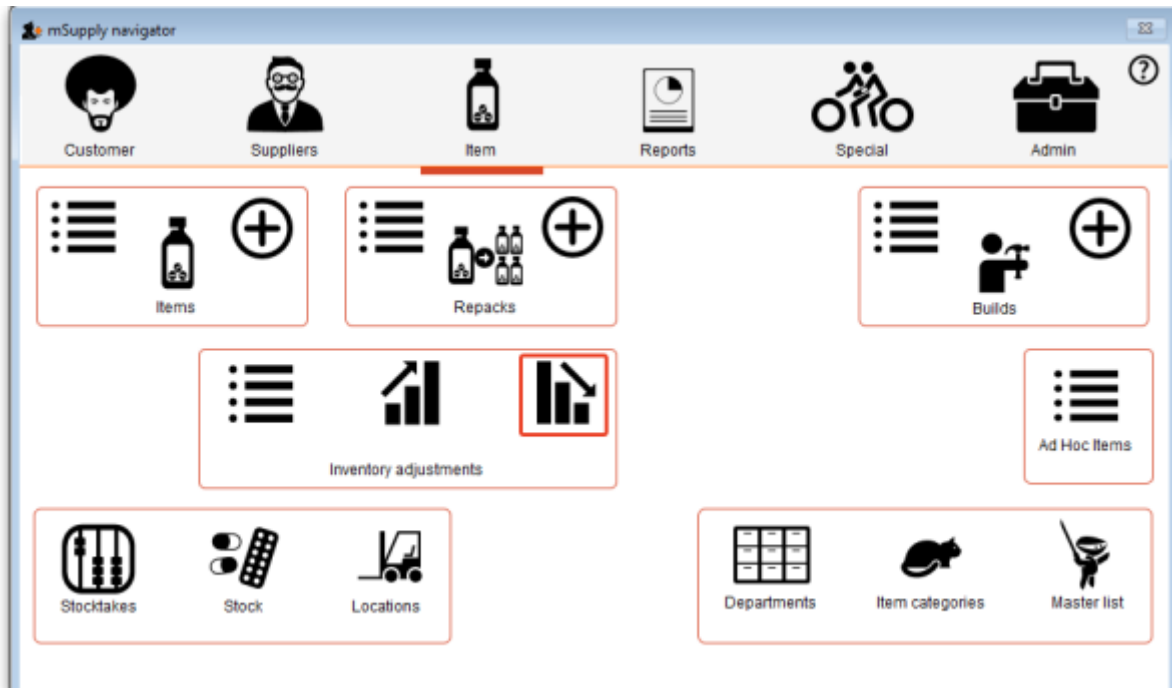 mSupply navigator
?
Customer
Suppliers
Item
Reports
Special
Admin
Items
Repacks
Builds
Inventory adjustments
Ad Hoc Items
Stocktakes
Stock
Locations
Departments
Item categories
Master list